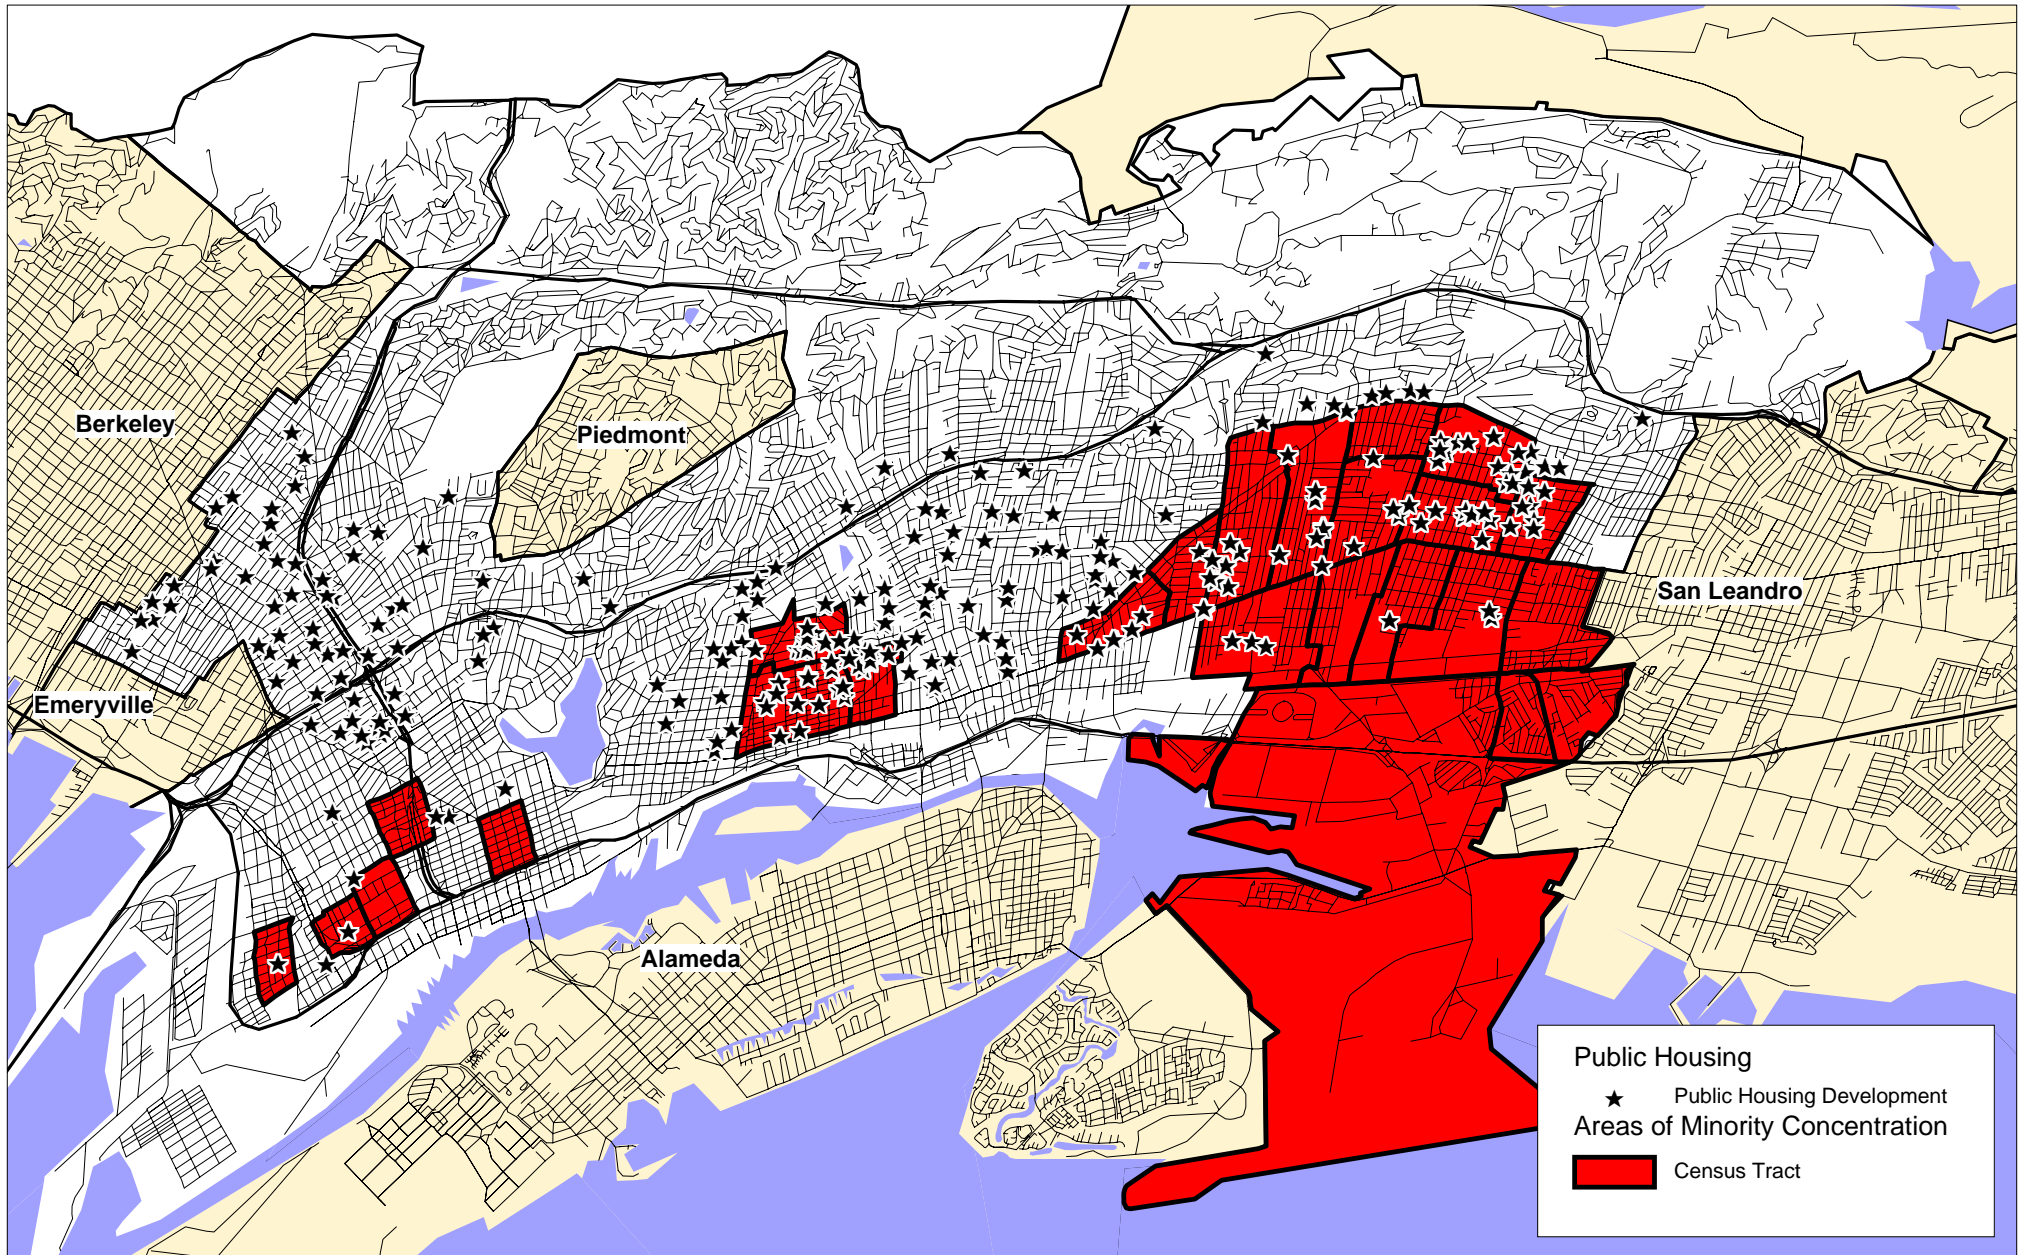 Berkeley
Piedmont
San Leandro
Emeryville
Alameda
Public Housing
Public Housing Development
Areas of Minority Concentration
Census Tract